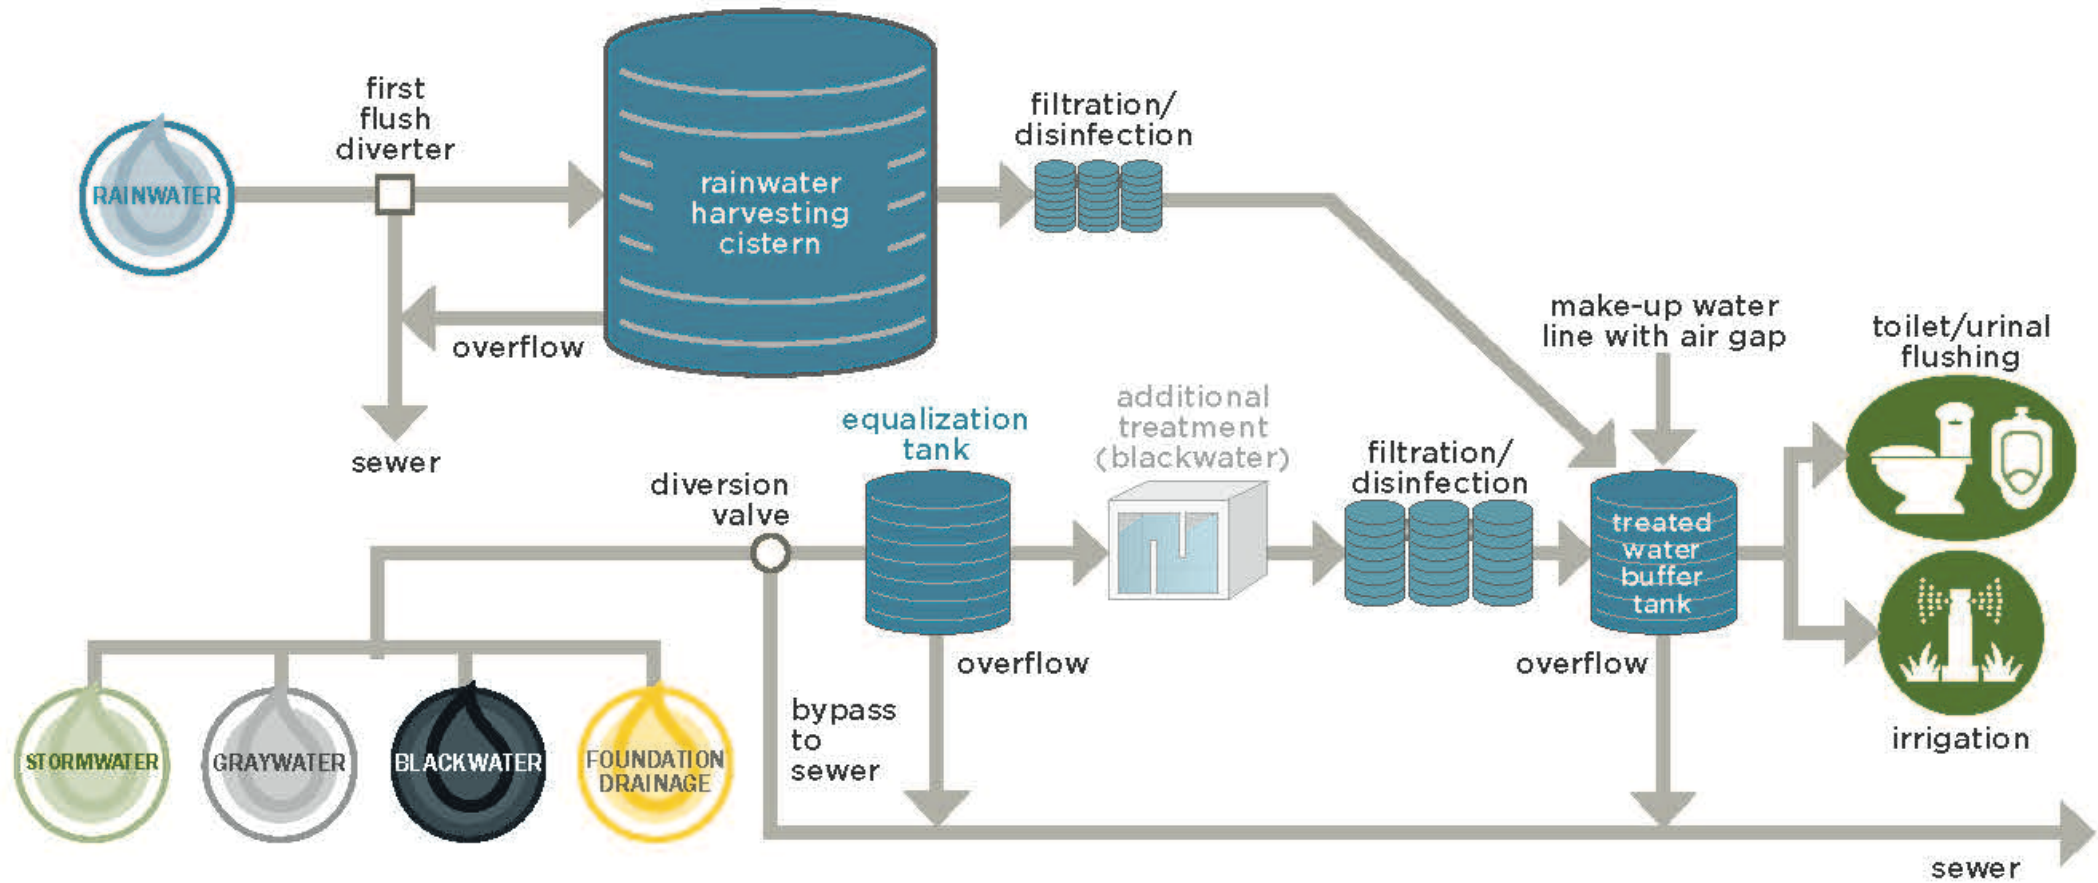 first
flush
diverter
RAINWATER
rainwater
harvesting
cistern
filtration/
disinfection
overflow
sewer
make-up water
line with air gap
toilet/urinal
flushing
equalization
tank
additional
treatment
(blackwater)
filtration/
disinfection
diversion
valve
treated
water
buffer
tank
overflow
overflow
bypass
to
sewer
irrigation
STORMWATER
GRAYWATER
BLACKWATER
FOUNDATION
DRAINAGE
sewer